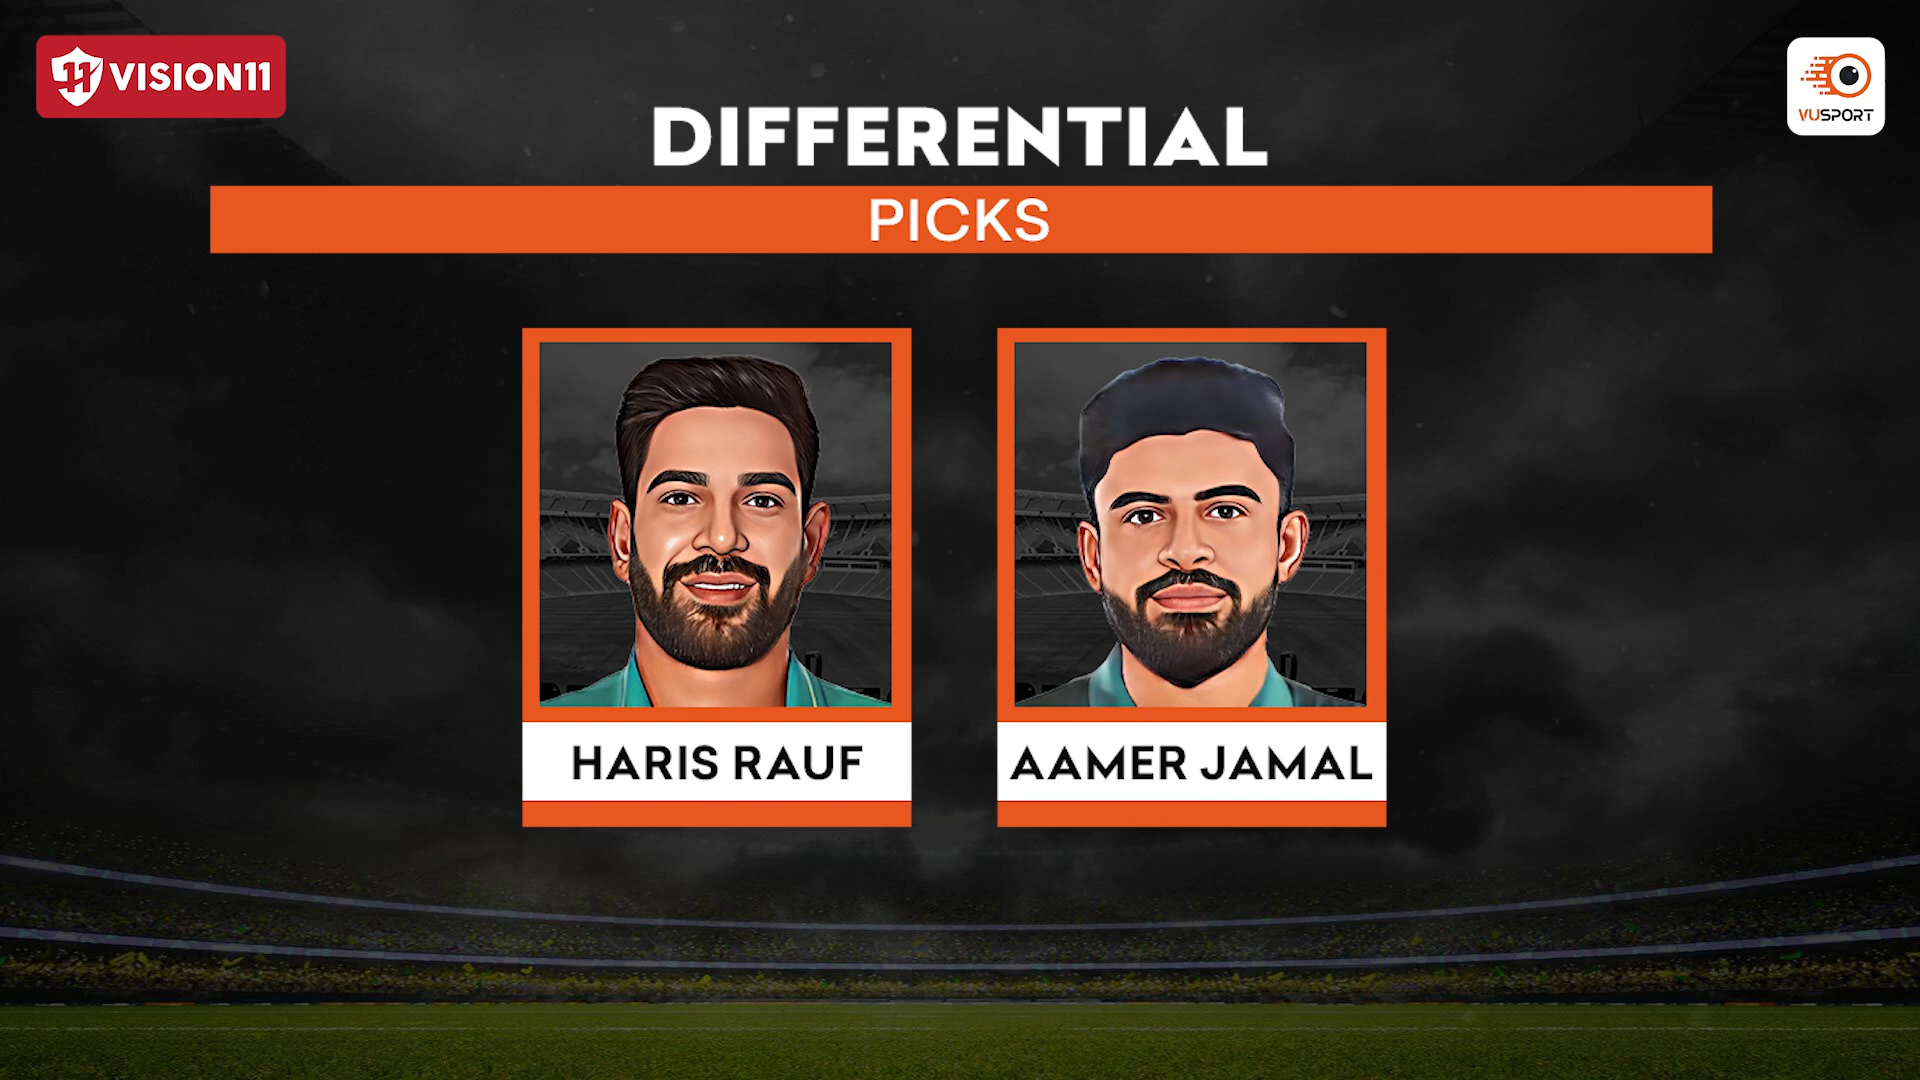 VISION11
VUSPORT
DIFFERENTIAL
PICKS
HARIS RAUF
AAMER JAMAL